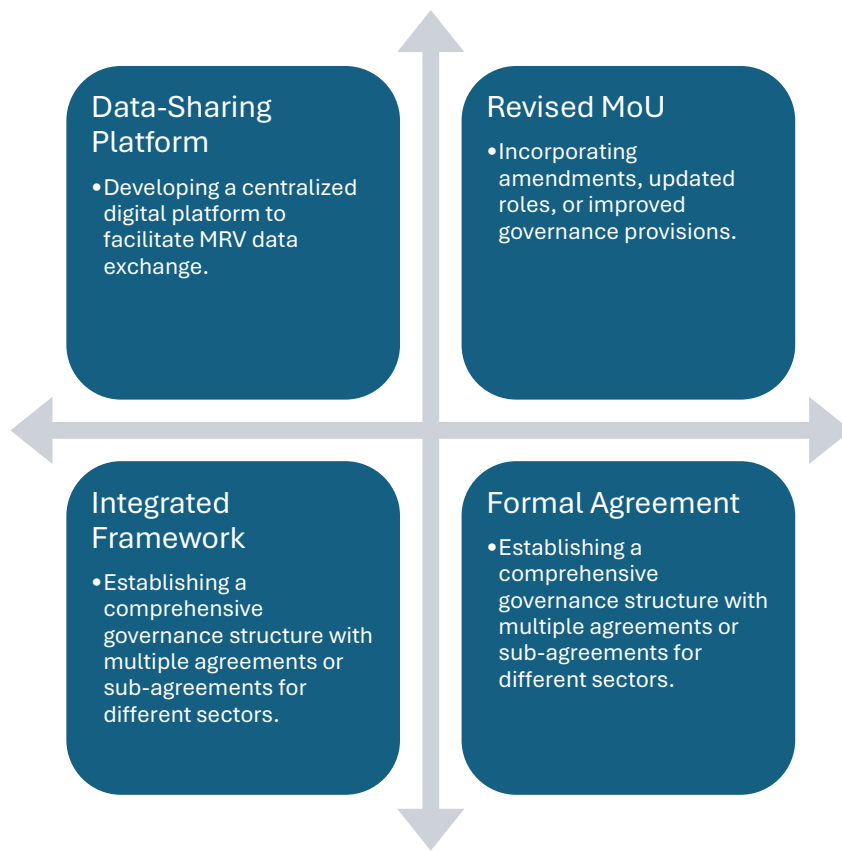 Data-Sharing
Platform
•Developing a centralized
digital platform to
facilitate MRV data
exchange.
Revised MoU
•Incorporating
amendments, updated
roles, or improved
governance provisions.
Integrated
Framework
•Establishing a
comprehensive
governance structure with
multiple agreements or
sub-agreements for
different sectors.
Formal Agreement
•Establishing a
comprehensive
governance structure with
multiple agreements or
sub-agreements for
different sectors.